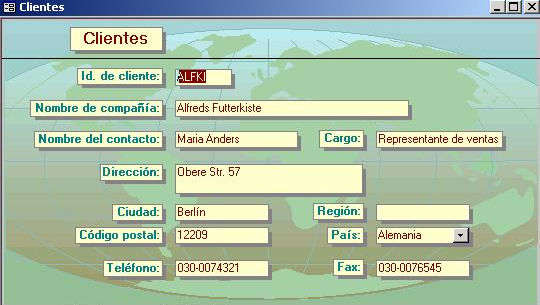 Clientes
Clientes
Id. de cliente: ALFKI
Nombre de compañía: Alfreds Futterkiste
Nombre del contacto: Maria Anders Cargo: Representante de ventas
Dirección: Obere Str. 57
Ciudad: Berlín Región:
Código postal: 12209 País: Alemania
Teléfono: 030-0074321 Fax: 030-0076545